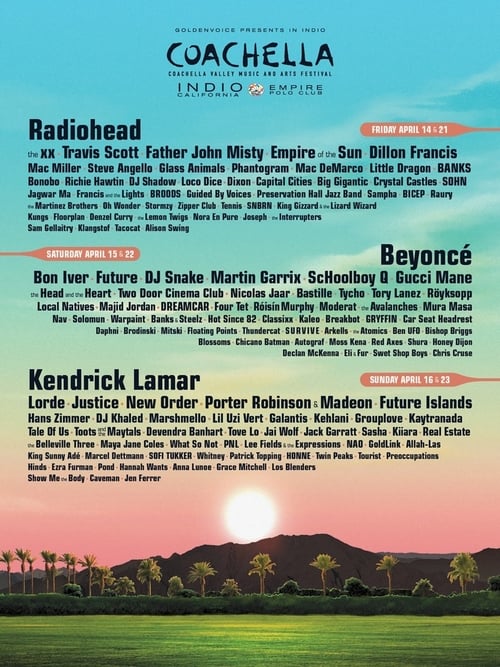 GOLDENVOICE PRESENTS IN INDIO
COACHELLA
COACHELLA VALLEY MUSIC AND ARTS FESTIVAL
INDIO CALIFORNIA EMPIRE POLO CLUB
Radiohead
FRIDAY APRIL 14 & 21
the xx · Travis Scott · Father John Misty · Empire of the Sun · Dillon Francis
Mac Miller · Steve Angello · Glass Animals · Phantogram · Mac DeMarco · Little Dragon · BANKS
Bonobo · Richie Hawtin · DJ Shadow · Loco Dice · Dixon · Capital Cities · Big Gigantic · Crystal Castles · SOHN
Jagwar Ma · Francis and the Lights · BROODS · Guided By Voices · Preservation Hall Jazz Band · Sampha · BICEP · Raury
the Martinez Brothers · Oh Wonder · Stormzy · Zipper Club · Tennis · SNBRN · King Gizzard & the Lizard Wizard
Kungs · Floorplan · Denzel Curry · the Lemon Twigs · Nora En Pure · Joseph · the Interrupters
Sam Gellaitry · Klangstof · Tacocat · Alison Swing
SATURDAY APRIL 15 & 22
Beyoncé
Bon Iver · Future · DJ Snake · Martin Garrix · ScHoolboy Q · Gucci Mane
the Head and the Heart · Two Door Cinema Club · Nicolas Jaar · Bastille · Tycho · Tory Lanez · Röyksopp
Local Natives · Majid Jordan · DREAMCAR · Four Tet · Róisín Murphy · Moderat · the Avalanches · Mura Masa
Nav · Solomun · Warpaint · Banks & Steelz · Hot Since 82 · Classixx · Kaleo · Breakbot · GRYFFIN · Car Seat Headrest
Daphni · Brodinski · Mitski · Floating Points · Thundercat · SURVIVE · Arkells · the Atomics · Ben UFO · Bishop Briggs
Blossoms · Chicano Batman · Autograf · Moss Kena · Red Axes · Shura · Honey Dijon
Declan McKenna · Eli & Fur · Swet Shop Boys · Chris Cruse
Kendrick Lamar
SUNDAY APRIL 16 & 23
Lorde · Justice · New Order · Porter Robinson & Madeon · Future Islands
Hans Zimmer · DJ Khaled · Marshmello · Lil Uzi Vert · Galantis · Kehlani · Grouplove · Kaytranada
Tale Of Us · Toots and the Maytals · Devendra Banhart · Tove Lo · Jai Wolf · Jack Garratt · Sasha · Kiiara · Real Estate
the Belleville Three · Maya Jane Coles · What So Not · PNL · Lee Fields & the Expressions · NAO · GoldLink · Allah-Las
King Sunny Adé · Marcel Dettmann · SOFI TUKKER · Whitney · Patrick Topping · HONNE · Twin Peaks · Tourist · Preoccupations
Hinds · Ezra Furman · Pond · Hannah Wants · Anna Lunoe · Grace Mitchell · Los Blenders
Show Me the Body · Caveman · Jen Ferrer